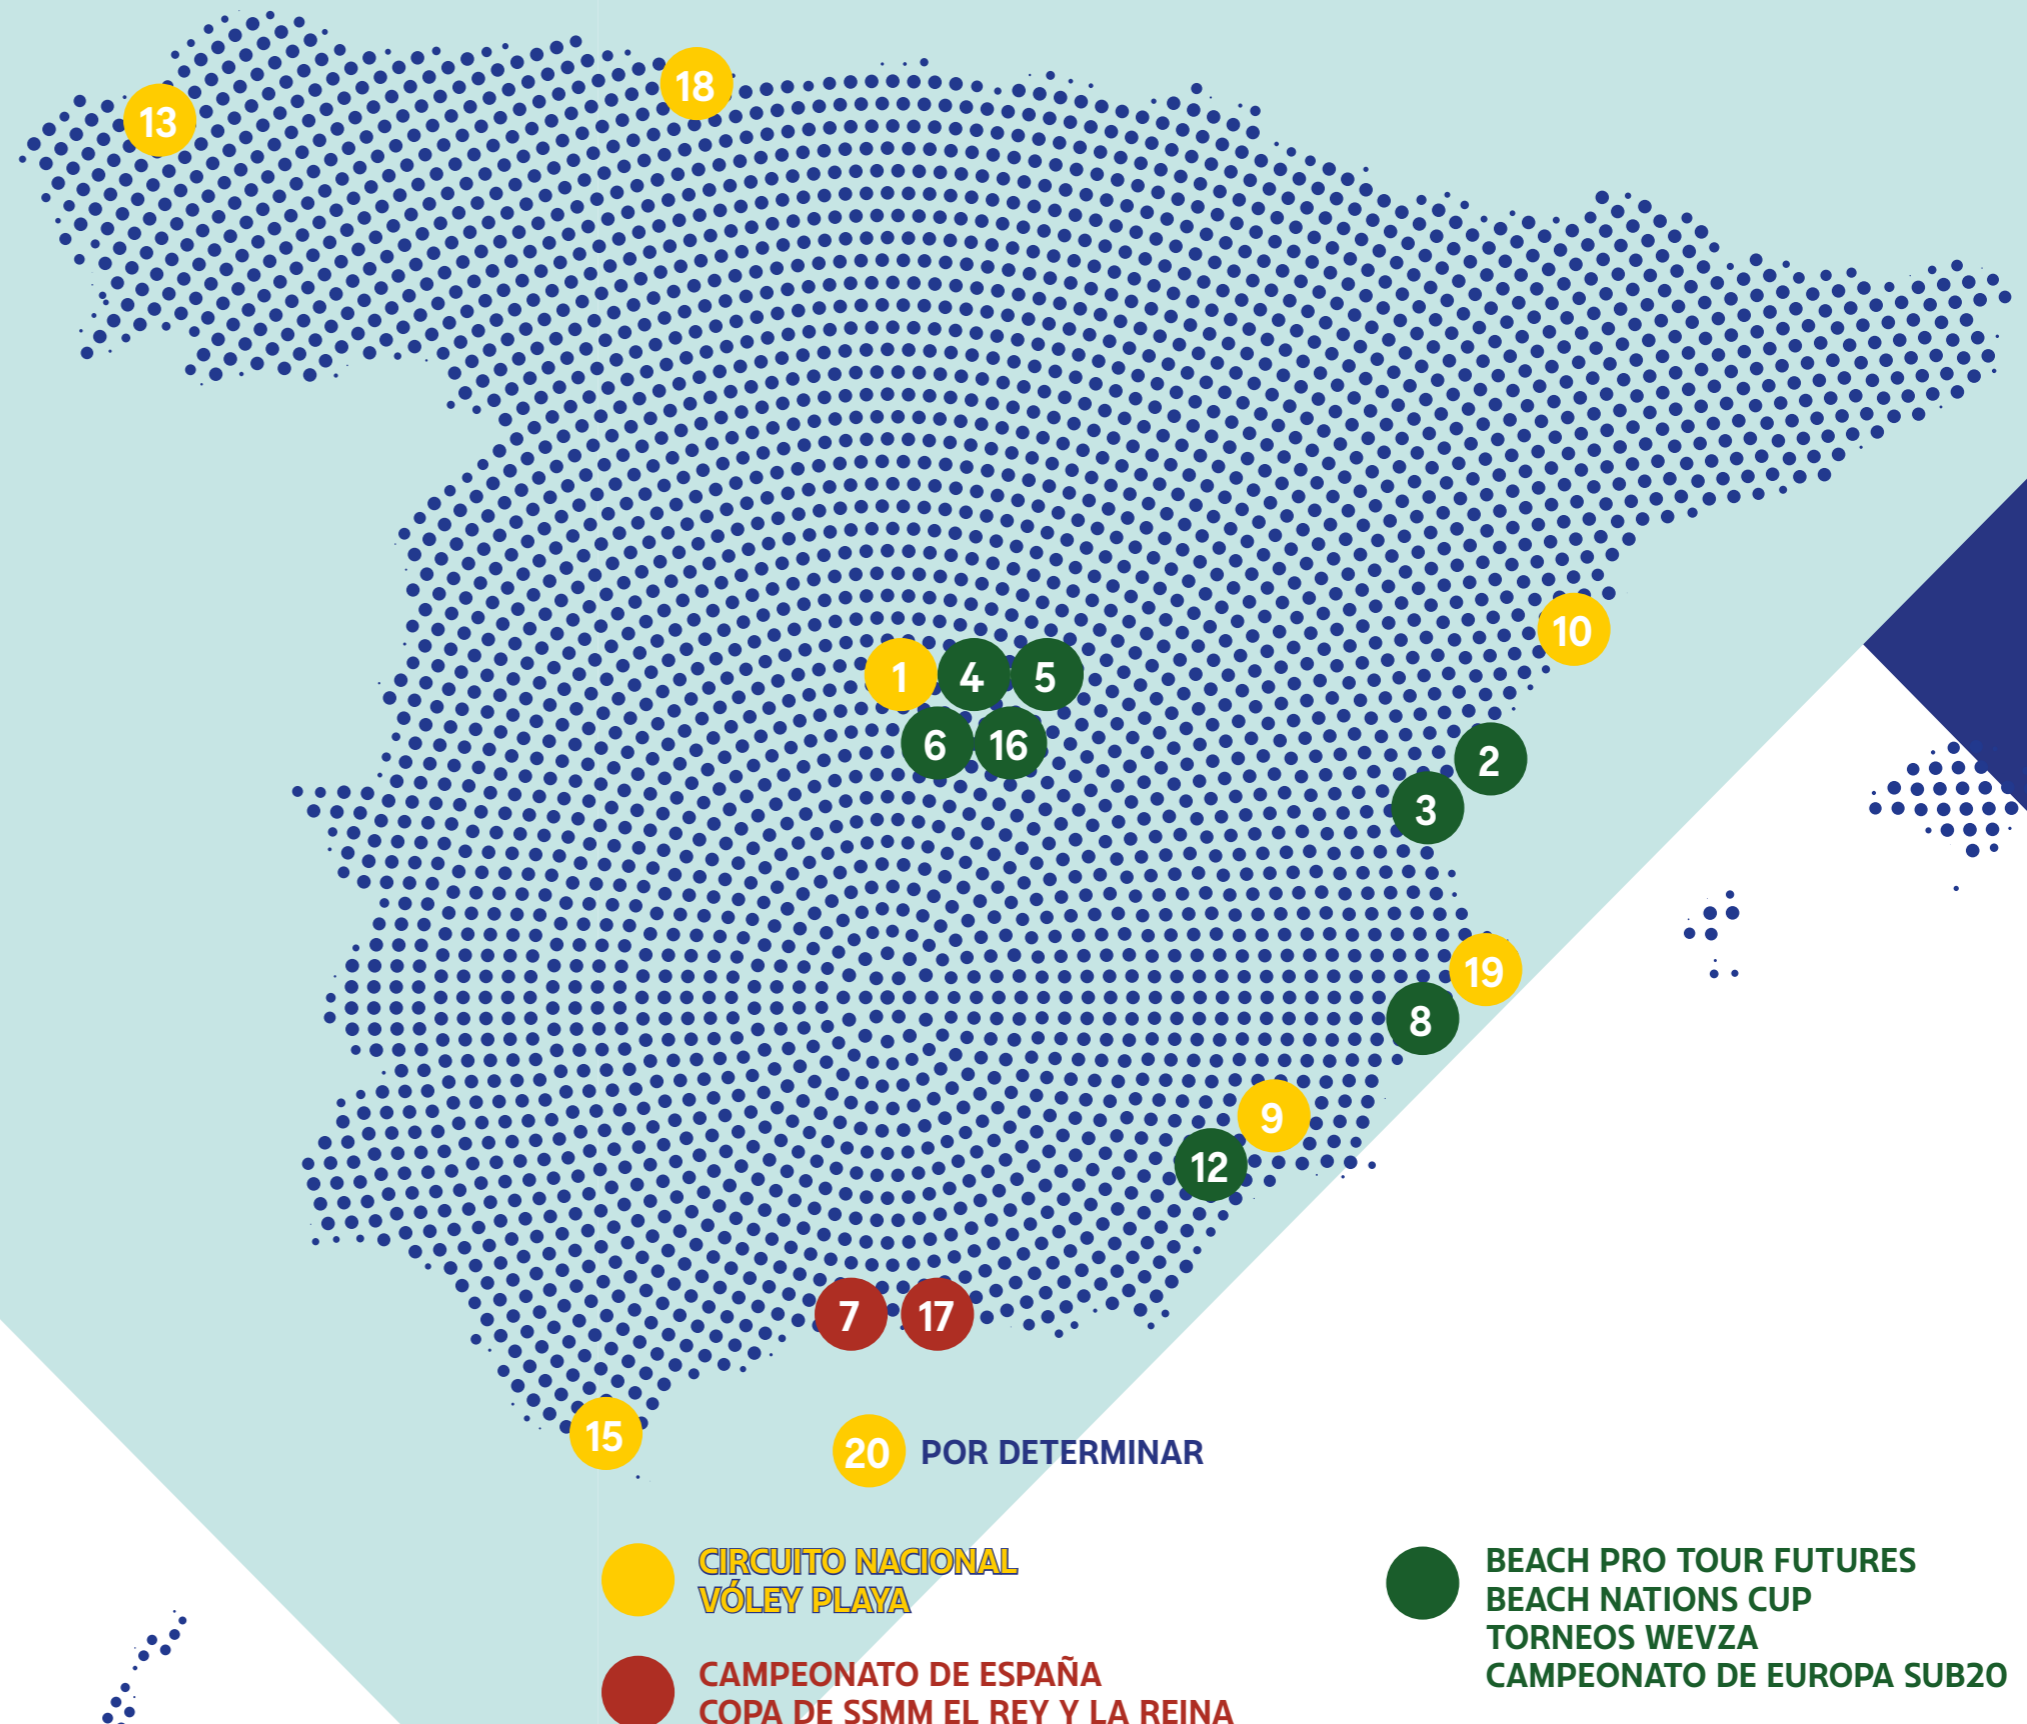 18
13
10
1
4
5
6
16
2
3
19
8
9
12
7
17
15
20 POR DETERMINAR
CIRCUITO NACIONAL
VÓLEY PLAYA
CAMPEONATO DE ESPAÑA
COPA DE SSMM EL REY Y LA REINA
BEACH PRO TOUR FUTURES
BEACH NATIONS CUP
TORNEOS WEVZA
CAMPEONATO DE EUROPA SUB20